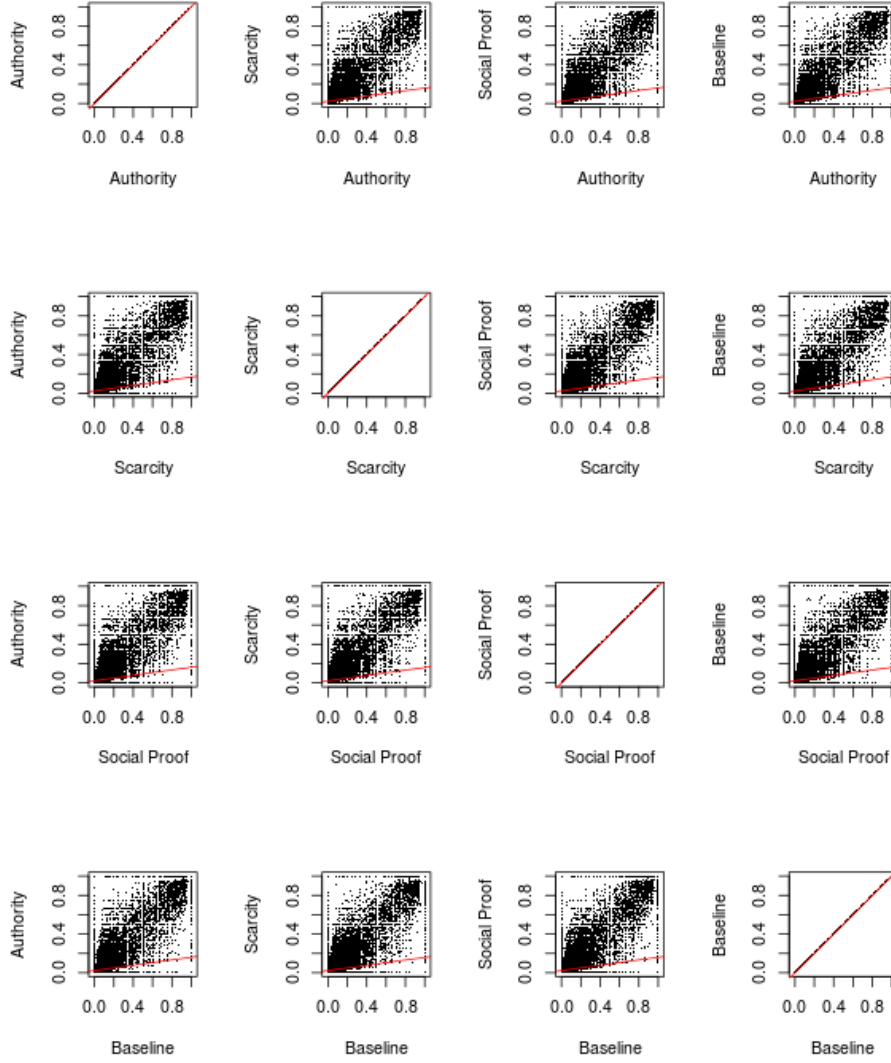 Authority Scarcity Social Proof Baseline
0.0 0.4 0.8 0.0 0.4 0.8 0.0 0.4 0.8 0.0 0.4 0.8
0.0 0.4 0.8 0.0 0.4 0.8 0.0 0.4 0.8 0.0 0.4 0.8
Authority Authority Authority Authority
Authority Scarcity Social Proof Baseline
0.0 0.4 0.8 0.0 0.4 0.8 0.0 0.4 0.8 0.0 0.4 0.8
0.0 0.4 0.8 0.0 0.4 0.8 0.0 0.4 0.8 0.0 0.4 0.8
Scarcity Scarcity Scarcity Scarcity
Authority Scarcity Social Proof Baseline
0.0 0.4 0.8 0.0 0.4 0.8 0.0 0.4 0.8 0.0 0.4 0.8
0.0 0.4 0.8 0.0 0.4 0.8 0.0 0.4 0.8 0.0 0.4 0.8
Social Proof Social Proof Social Proof Social Proof
Authority Scarcity Social Proof Baseline
0.0 0.4 0.8 0.0 0.4 0.8 0.0 0.4 0.8 0.0 0.4 0.8
0.0 0.4 0.8 0.0 0.4 0.8 0.0 0.4 0.8 0.0 0.4 0.8
Baseline Baseline Baseline Baseline